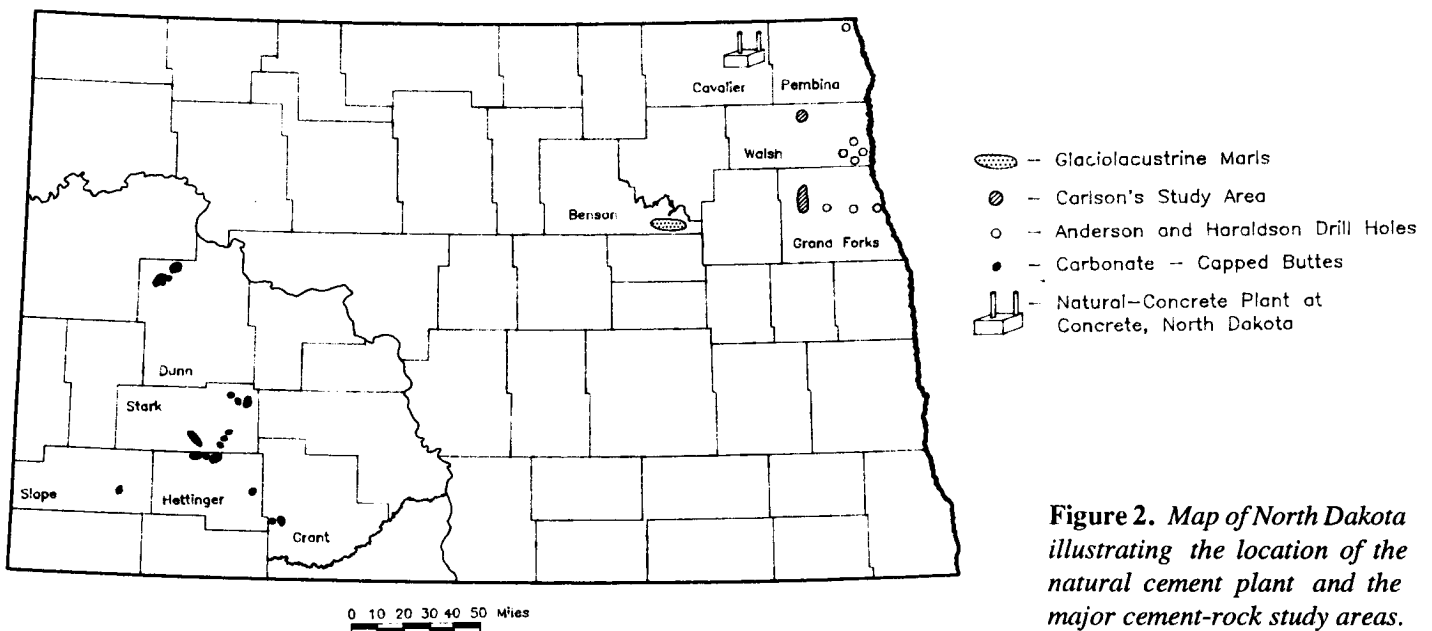 Cavalier
Pembina
Walsh
Benson
Grand Forks
Dunn
Stark
Slope
Hettinger
Grant
0 10 20 30 40 50 Miles
– Glaciolacustrine Marls
– Carlson's Study Area
– Anderson and Haraldson Drill Holes
– Carbonate – Capped Buttes
– Natural–Concrete Plant at
Concrete, North Dakota
Figure 2. Map of North Dakota
illustrating the location of the
natural cement plant and the
major cement-rock study areas.